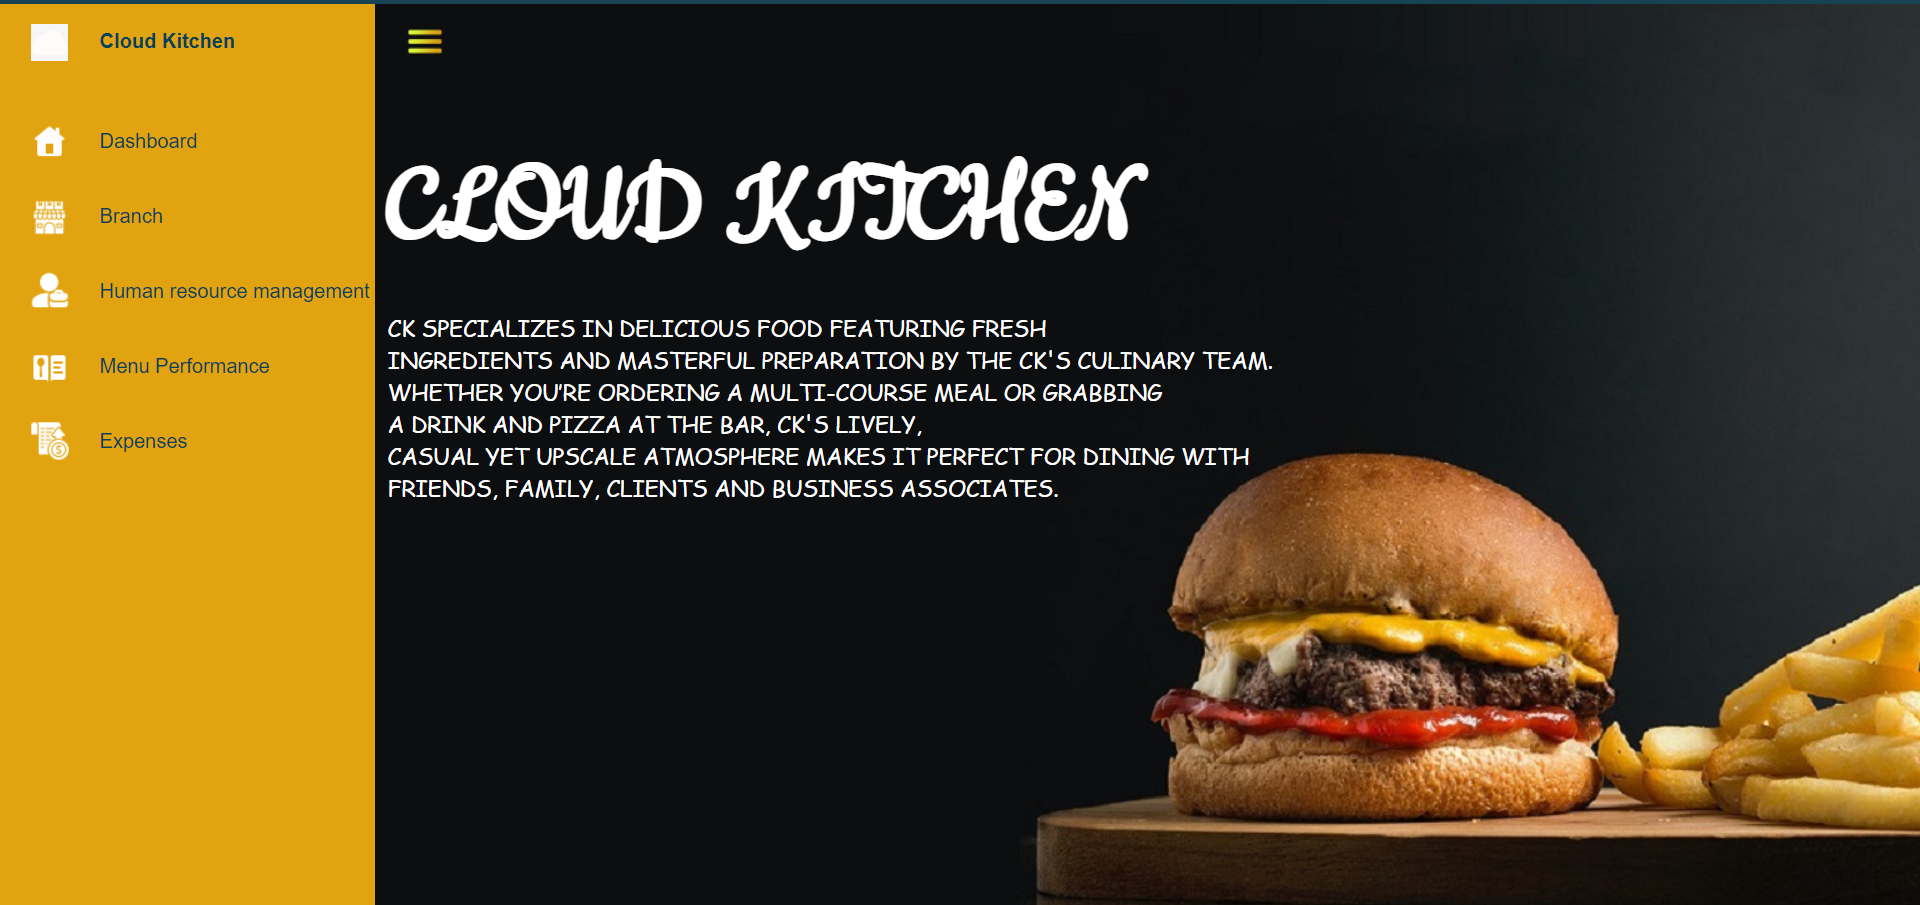 Cloud Kitchen
Dashboard
Branch
Human resource management
Menu Performance
Expenses
CLOUD KITCHEN
CK SPECIALIZES IN DELICIOUS FOOD FEATURING FRESH
INGREDIENTS AND MASTERFUL PREPARATION BY THE CK'S CULINARY TEAM.
WHETHER YOU'RE ORDERING A MULTI-COURSE MEAL OR GRABBING
A DRINK AND PIZZA AT THE BAR, CK'S LIVELY,
CASUAL YET UPSCALE ATMOSPHERE MAKES IT PERFECT FOR DINING WITH
FRIENDS, FAMILY, CLIENTS AND BUSINESS ASSOCIATES.